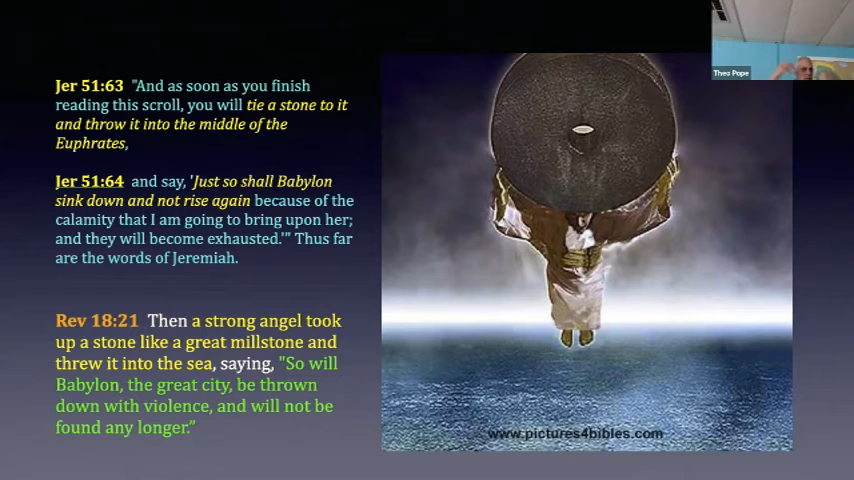 Jer 51:63 "And as soon as you finish
reading this scroll, you will tie a stone to it
and throw it into the middle of the
Euphrates,
Jer 51:64 and say, 'Just so shall Babylon
sink down and not rise again because of the
calamity that I am going to bring upon her;
and they will become exhausted.'" Thus far
are the words of Jeremiah.
Rev 18:21 Then a strong angel took
up a stone like a great millstone and
threw it into the sea, saying, "So will
Babylon, the great city, be thrown
down with violence, and will not be
found any longer."
www.pictures4bibles.com
Theo Pope